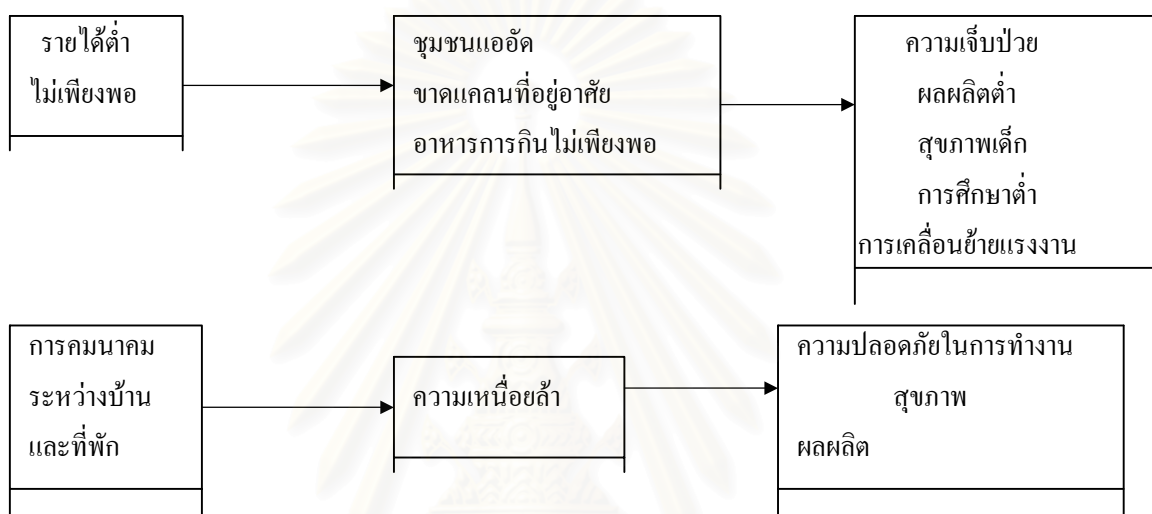 รายได้ต่ำ
ไม่เพียงพอ
ชุมชนแออัด
ขาดแคลนที่อยู่อาศัย
อาหารการกินไม่เพียงพอ
ความเจ็บป่วย
ผลผลิตต่ำ
สุขภาพเด็ก
การศึกษาต่ำ
การเคลื่อนย้ายแรงงาน
การคมนาคม
ระหว่างบ้าน
และที่พัก
ความเหนื่อยล้า
ความปลอดภัยในการทำงาน
สุขภาพ
ผลผลิต